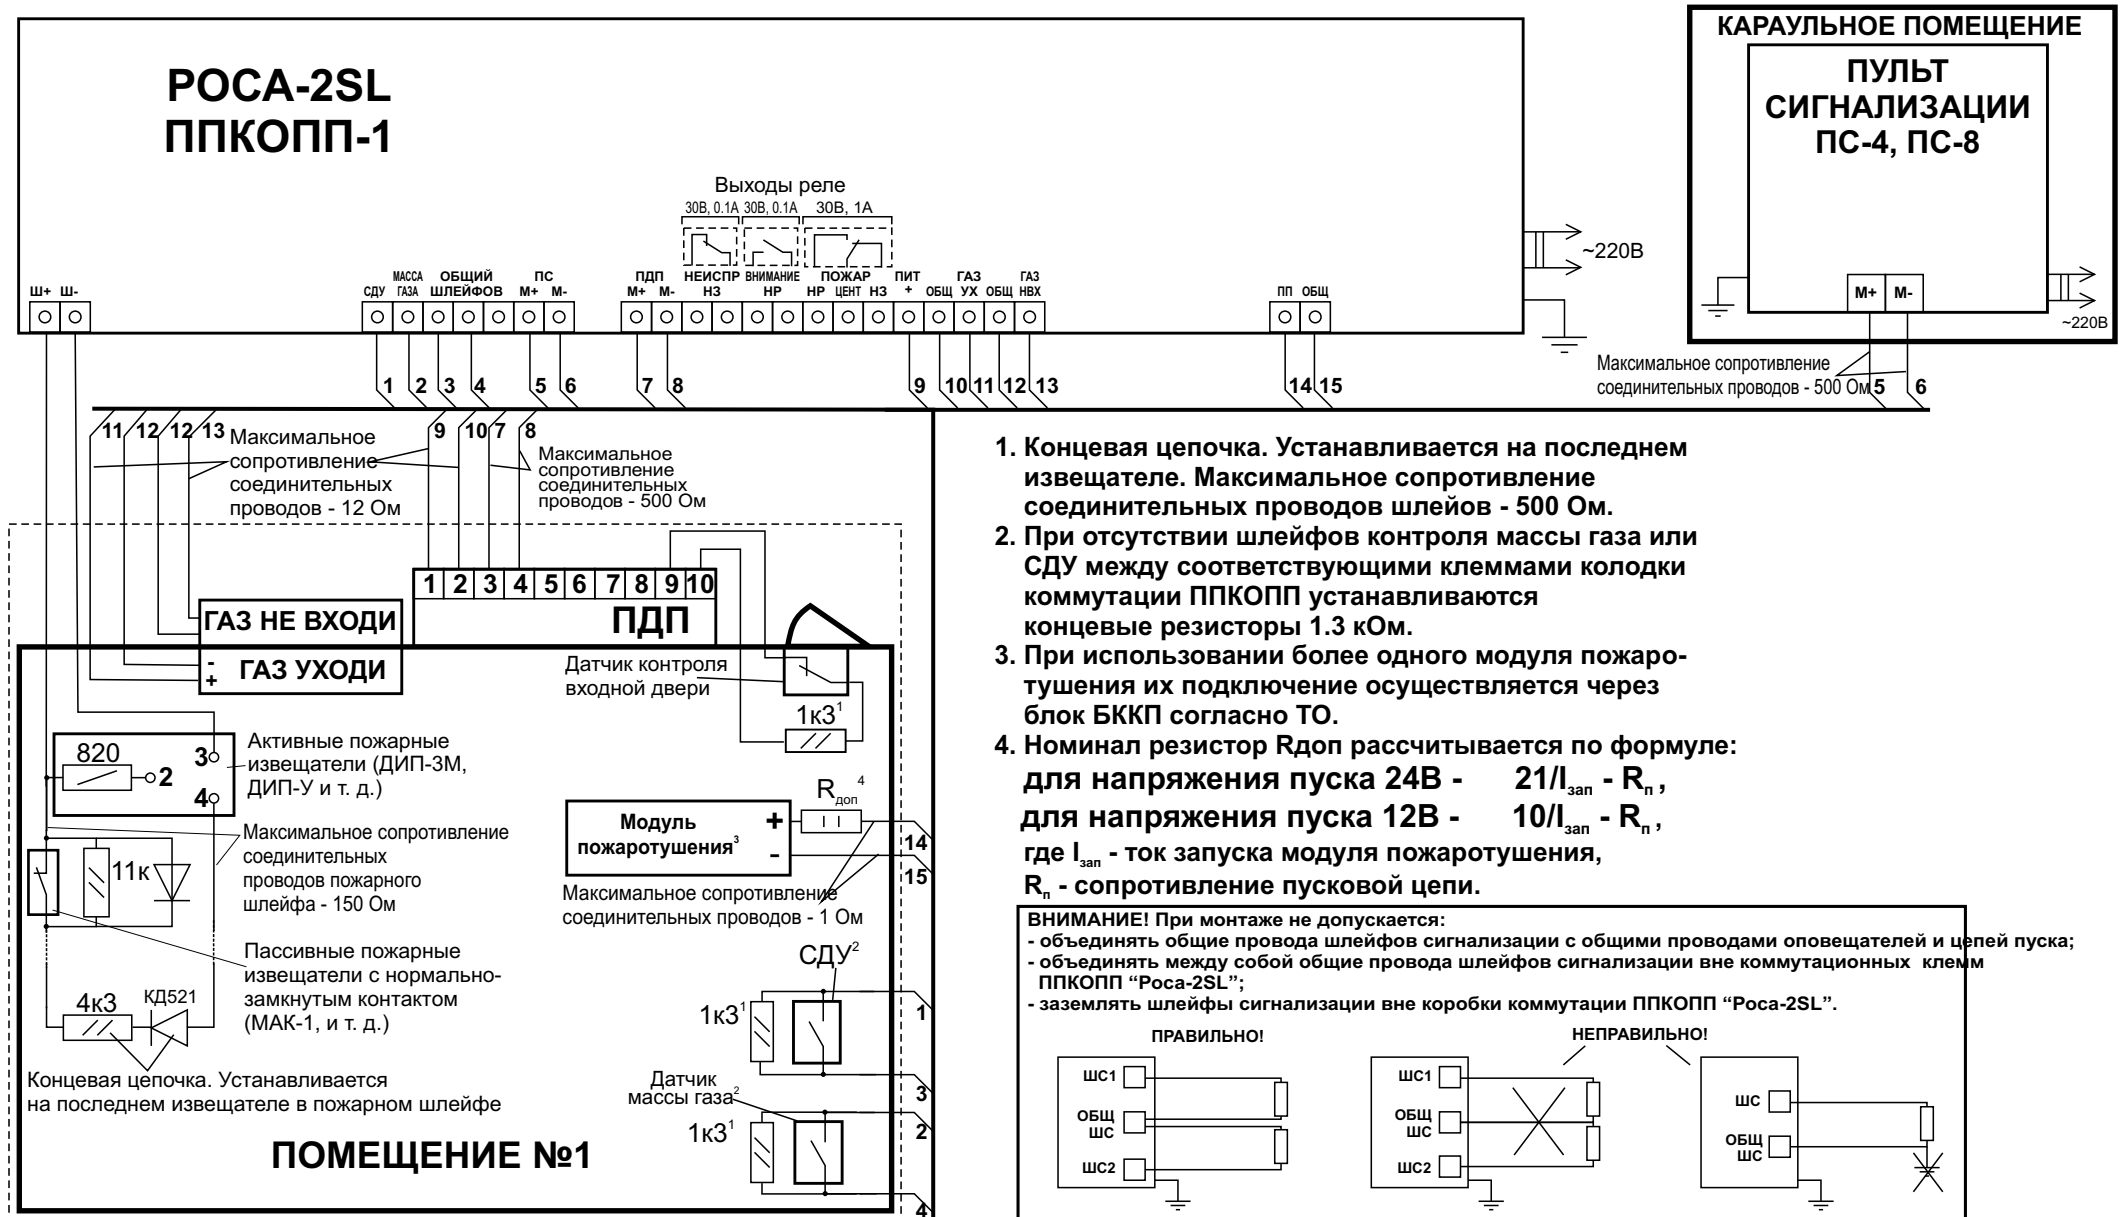 РОСА-2SL
ППКОПП-1
КАРАУЛЬНОЕ ПОМЕЩЕНИЕ
ПУЛЬТ
СИГНАЛИЗАЦИИ
ПС-4, ПС-8
М+ М-
~220В
Выходы реле
30В, 0.1А 30В, 0.1А 30В, 1А
~220В
Ш+ Ш-
СДУ МАССА ГАЗА ОБЩИЙ ШЛЕЙФОВ ПС М+ М-
ПДП М+ М- НЕИСПР НЗ ВНИМАНИЕ НР ПОЖАР НР ЦЕНТ НЗ ПИТ + ОБЩ ГАЗ УХ ОБЩ ГАЗ НВХ
ПП ОБЩ
1 2 3 4 5 6 7 8 9 10 11 12 13 14 15
Максимальное сопротивление
соединительных проводов - 500 Ом
5 6
11 12 12 13
Максимальное
сопротивление
соединительных
проводов - 12 Ом
9 10 7 8
Максимальное
сопротивление
соединительных
проводов - 500 Ом
1 2 3 4 5 6 7 8 9 10
ПДП
ГАЗ НЕ ВХОДИ
- ГАЗ УХОДИ
+
Датчик контроля
входной двери
1к3¹
820
2
3
4
Активные пожарные
извещатели (ДИП-3М,
ДИП-У и т. д.)
Rдоп⁴
Модуль
пожаротушения³
+
-
14
15
Максимальное сопротивление
соединительных проводов - 1 Ом
Максимальное сопротивление
соединительных
проводов пожарного
шлейфа - 150 Ом
11к
Пассивные пожарные
извещатели с нормально-
замкнутым контактом
(МАК-1, и т. д.)
4к3 КД521
Концевая цепочка. Устанавливается
на последнем извещателе в пожарном шлейфе
СДУ²
1к3¹
1
3
Датчик
массы газа²
1к3¹
2
4
ПОМЕЩЕНИЕ №1
1. Концевая цепочка. Устанавливается на последнем
извещателе. Максимальное сопротивление
соединительных проводов шлейов - 500 Ом.
2. При отсутствии шлейфов контроля массы газа или
СДУ между соответствующими клеммами колодки
коммутации ППКОПП устанавливаются
концевые резисторы 1.3 кОм.
3. При использовании более одного модуля пожаро-
тушения их подключение осуществляется через
блок БККП согласно ТО.
4. Номинал резистор Rдоп рассчитывается по формуле:
для напряжения пуска 24В - 21/Iзап - Rп,
для напряжения пуска 12В - 10/Iзап - Rп,
где Iзап - ток запуска модуля пожаротушения,
Rп - сопротивление пусковой цепи.
ВНИМАНИЕ! При монтаже не допускается:
- объединять общие провода шлейфов сигнализации с общими проводами оповещателей и цепей пуска;
- объединять между собой общие провода шлейфов сигнализации вне коммутационных клемм
ППКОПП “Роса-2SL”;
- заземлять шлейфы сигнализации вне коробки коммутации ППКОПП “Роса-2SL”.
ПРАВИЛЬНО!
НЕПРАВИЛЬНО!
ШС1
ОБЩ
ШС
ШС2
ШС1
ОБЩ
ШС
ШС2
ШС
ОБЩ
ШС